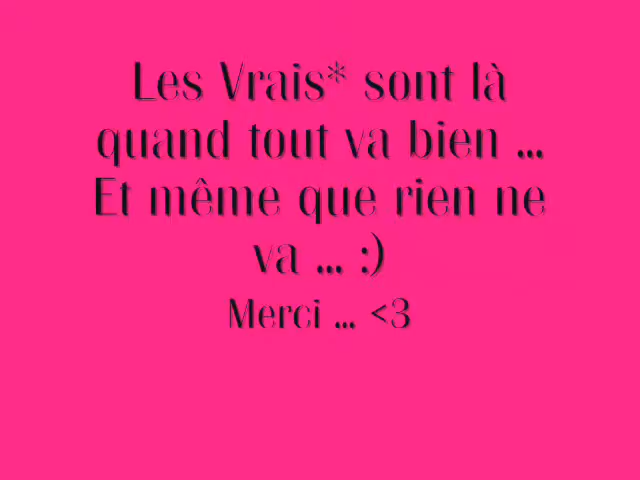 Les Vrais* sont là
quand tout va bien ...
Et même que rien ne
va ... :)
Merci ... <3